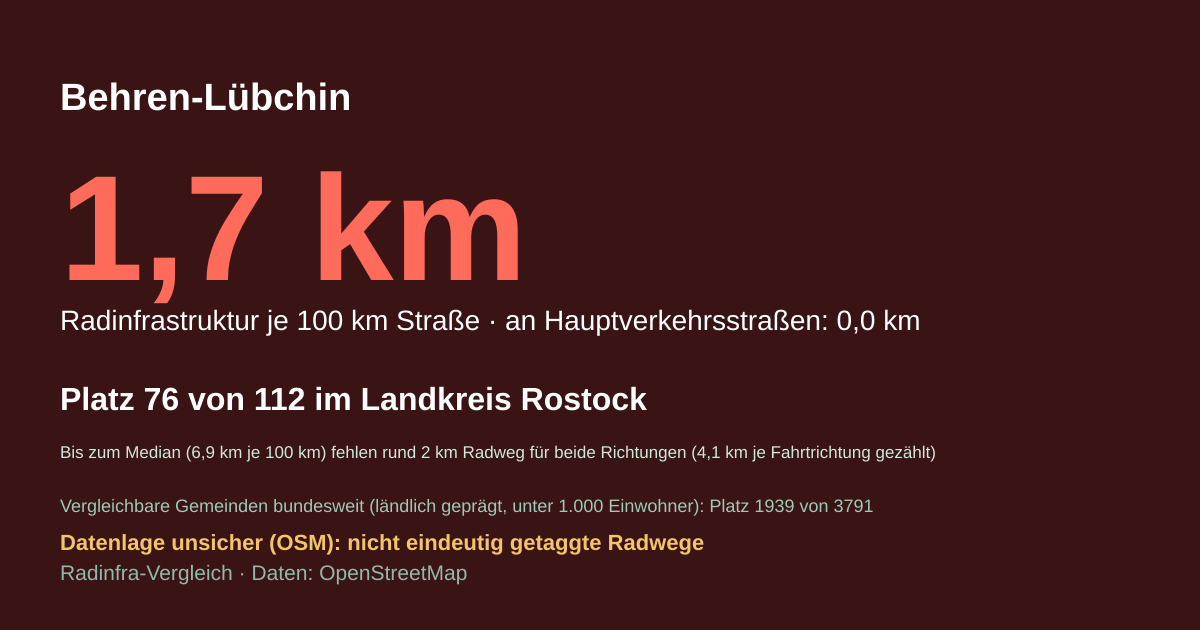 Behren-Lübchin
1,7 km
Radinfrastruktur je 100 km Straße · an Hauptverkehrsstraßen: 0,0 km
Platz 76 von 112 im Landkreis Rostock
Bis zum Median (6,9 km je 100 km) fehlen rund 2 km Radweg für beide Richtungen (4,1 km je Fahrtrichtung gezählt)
Vergleichbare Gemeinden bundesweit (ländlich geprägt, unter 1.000 Einwohner): Platz 1939 von 3791
Datenlage unsicher (OSM): nicht eindeutig getaggte Radwege
Radinfra-Vergleich · Daten: OpenStreetMap